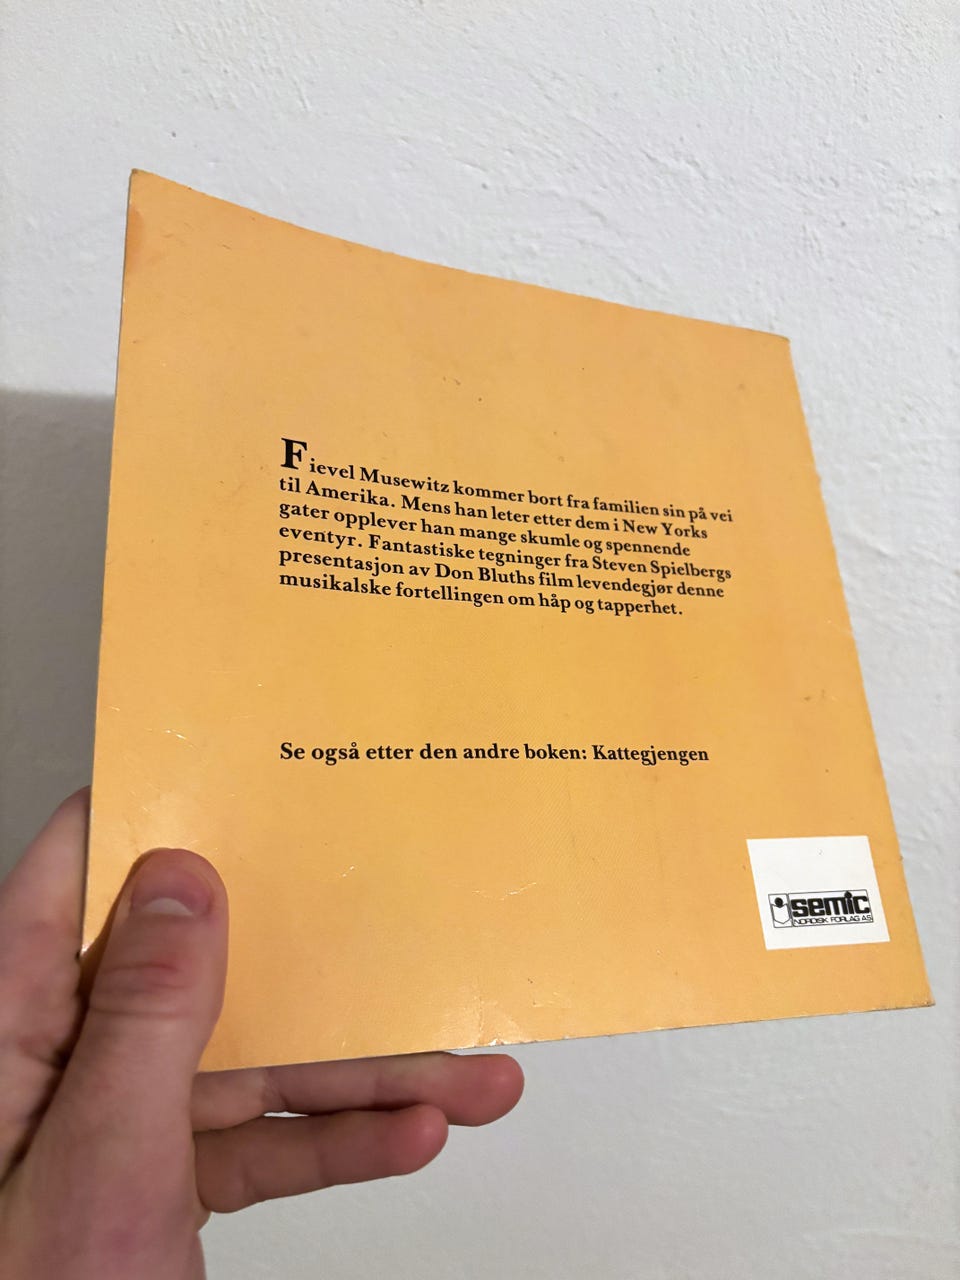 Fievel Musewitz kommer bort fra familien sin på vei
til Amerika. Mens han leter etter dem i New Yorks
gater opplever han mange skumle og spennende
eventyr. Fantastiske tegninger fra Steven Spielbergs
presentasjon av Don Bluths film levendegjør denne
musikalske fortellingen om håp og tapperhet.
Se også etter den andre boken: Kattegjengen
semic
NORDISK FORLAG AS